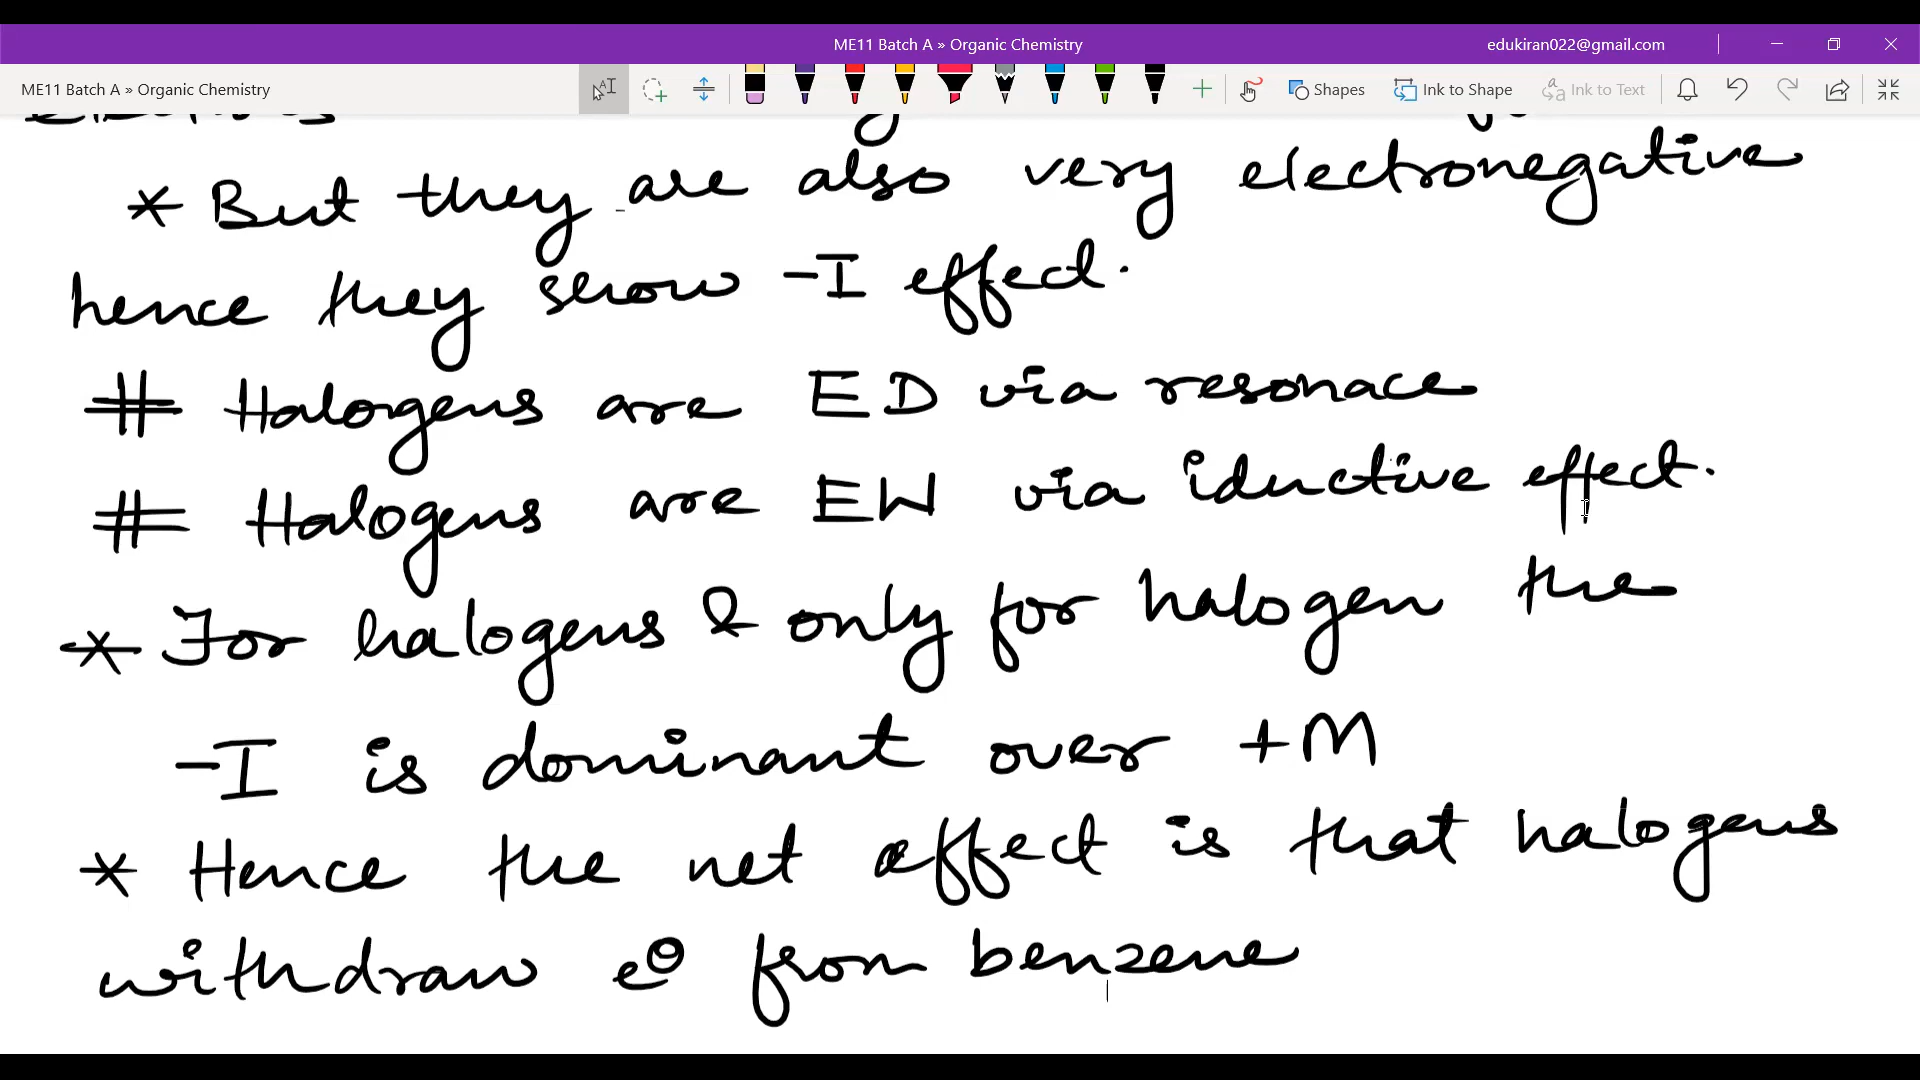 ME11 Batch A » Organic Chemistry
edukiran022@gmail.com
ME11 Batch A » Organic Chemistry
Shapes
Ink to Shape
Ink to Text
* But they are also very electronegative
hence they show -I effect.
# Halogens are ED via resonace
# Halogens are EW via iductive effect.
* For halogens & only for halogen the
-I is dominant over +M
* Hence the net effect is that halogens
withdraw e⊖ from benzene